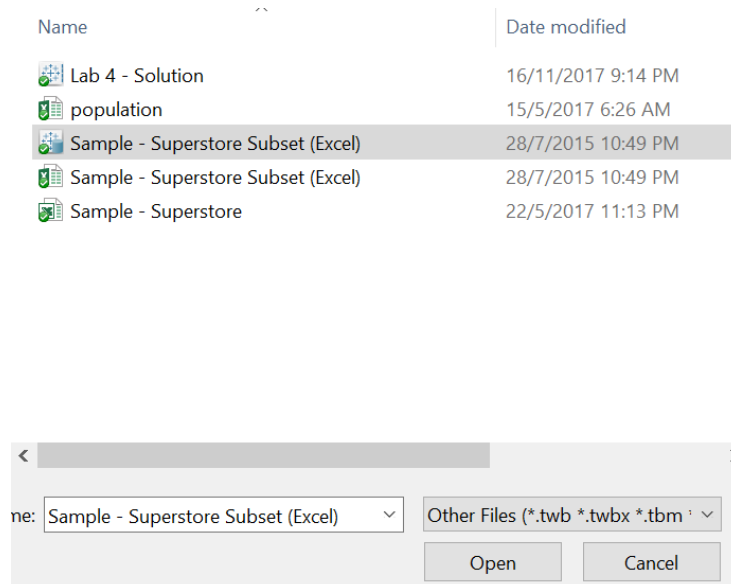 Name Date modified
Lab 4 - Solution 16/11/2017 9:14 PM
population 15/5/2017 6:26 AM
Sample - Superstore Subset (Excel) 28/7/2015 10:49 PM
Sample - Superstore Subset (Excel) 28/7/2015 10:49 PM
Sample - Superstore 22/5/2017 11:13 PM
me: Sample - Superstore Subset (Excel) Other Files (*.twb *.twbx *.tbm *
Open Cancel